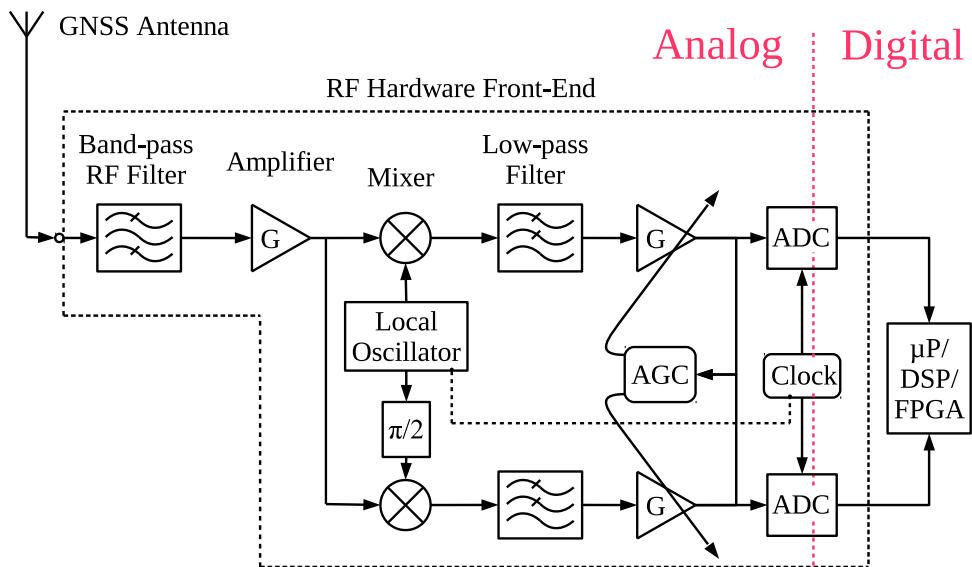 GNSS Antenna
Analog
Digital
RF Hardware Front-End
Band-pass
RF Filter
Amplifier
Mixer
Low-pass
Filter
G
G
ADC
Local
Oscillator
AGC
Clock
µP/
DSP/
FPGA
π/2
G
ADC